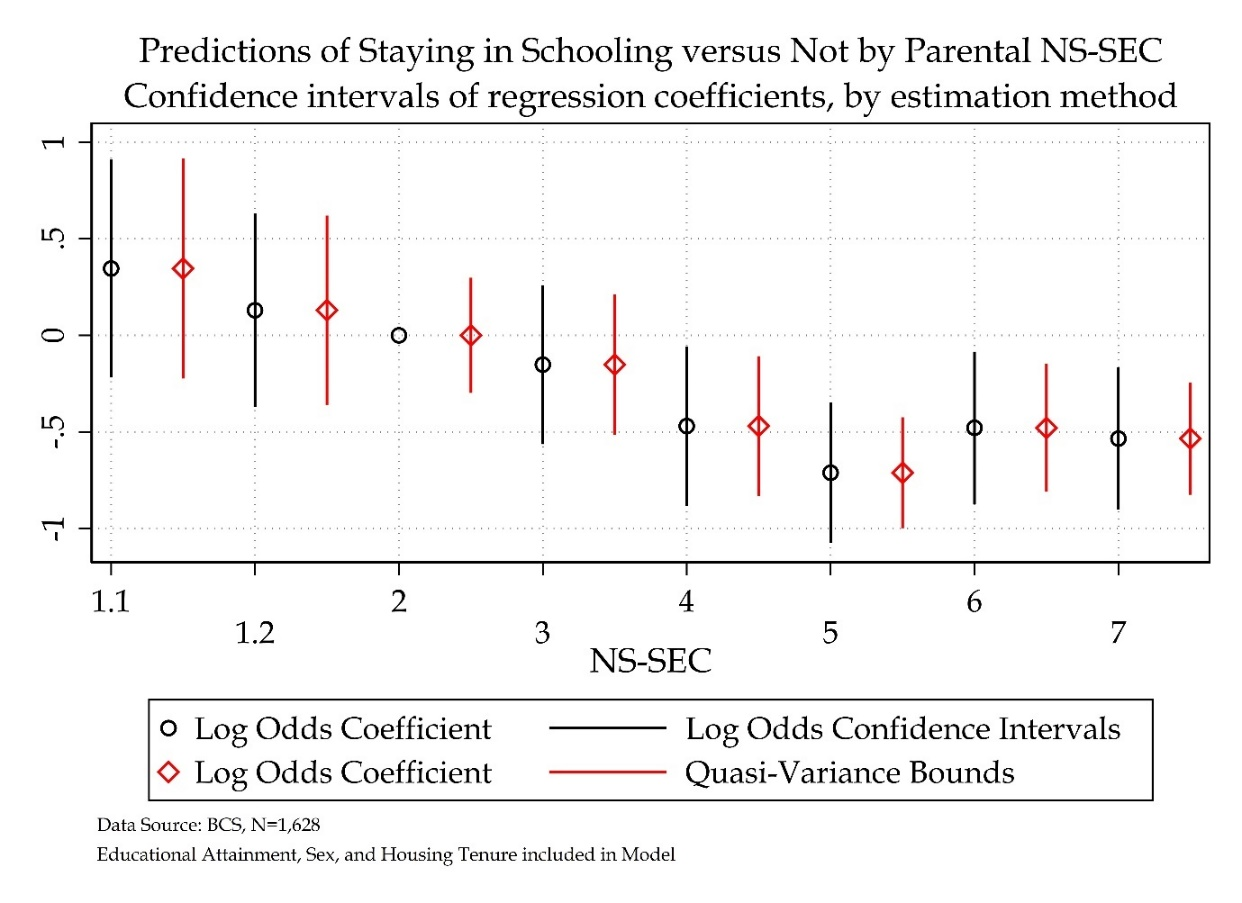 Predictions of Staying in Schooling versus Not by Parental NS-SEC
Confidence intervals of regression coefficients, by estimation method
1
.5
0
-.5
-1
1.1
1.2
2
3
4
5
6
7
NS-SEC
Log Odds Coefficient
Log Odds Confidence Intervals
Log Odds Coefficient
Quasi-Variance Bounds
Data Source: BCS, N=1,628
Educational Attainment, Sex, and Housing Tenure included in Model